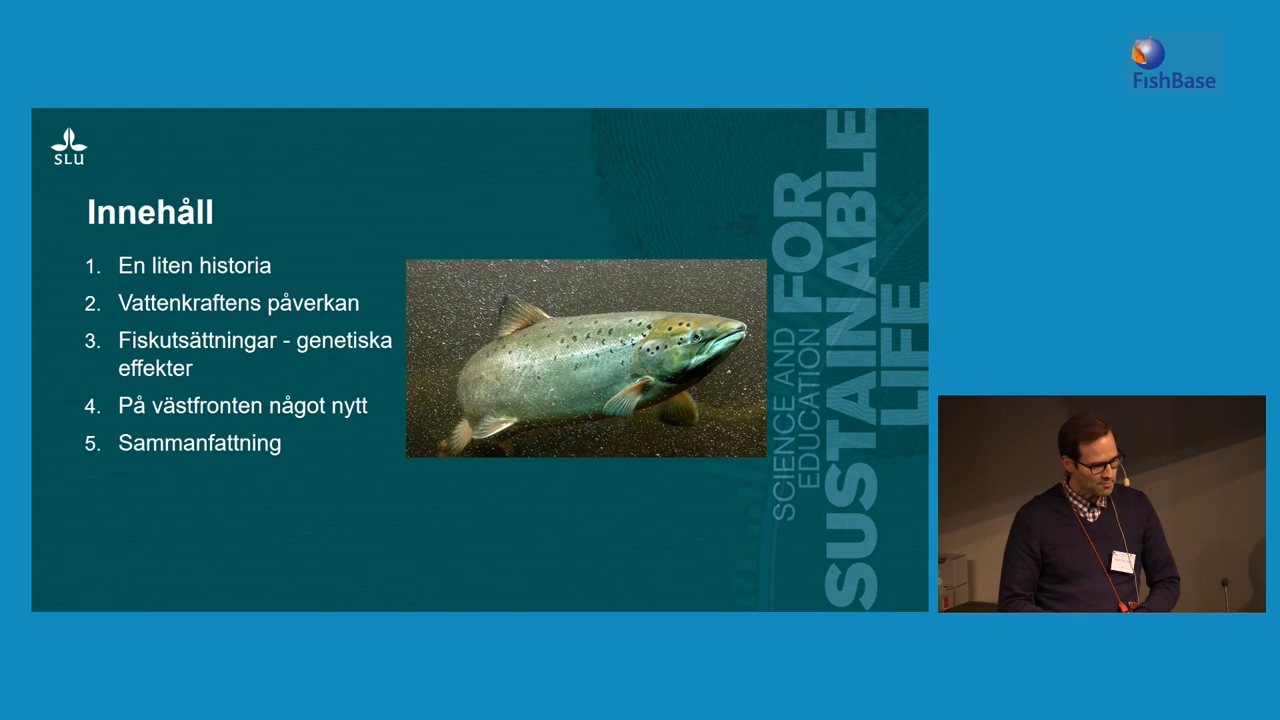 FishBase
SLU
Innehåll
1. En liten historia
2. Vattenkraftens påverkan
3. Fiskutsättningar - genetiska
effekter
4. På västfronten något nytt
5. Sammanfattning
SCIENCE AND
EDUCATION FOR
SUSTAINABLE
LIFE